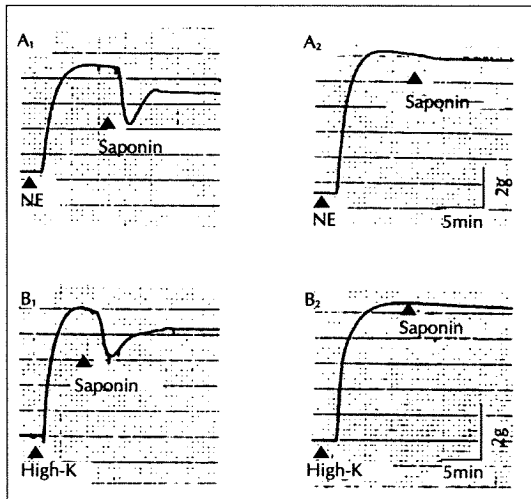 A₁
Saponin
NE
A₂
Saponin
NE
2g
5min
B₁
Saponin
High-K
B₂
Saponin
High-K
2g
5min